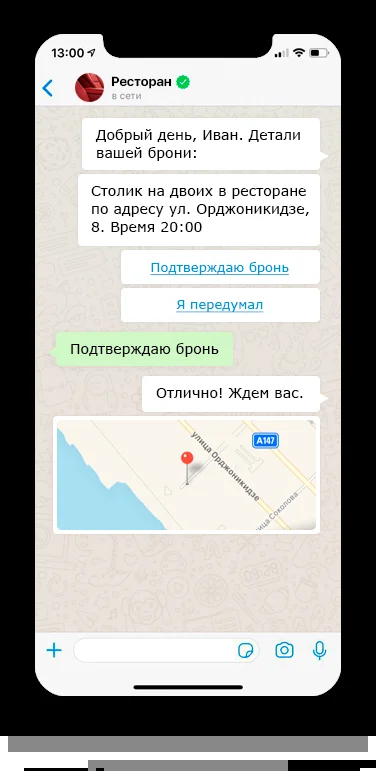 13:00
Ресторан
в сети
Добрый день, Иван. Детали
вашей брони:
Столик на двоих в ресторане
по адресу ул. Орджоникидзе,
8. Время 20:00
Подтверждаю бронь
Я передумал
Подтверждаю бронь
Отлично! Ждем вас.
A147
улица Орджоникидзе
улица Соколова